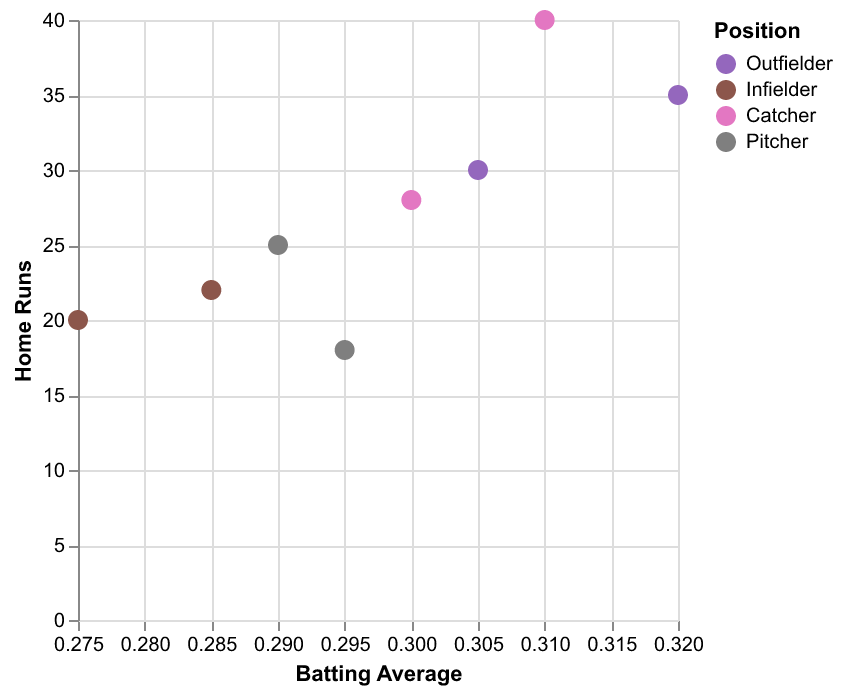 40
35
30
25
20
15
10
5
0
Home Runs
0.275 0.280 0.285 0.290 0.295 0.300 0.305 0.310 0.315 0.320
Batting Average
Position
Outfielder
Infielder
Catcher
Pitcher